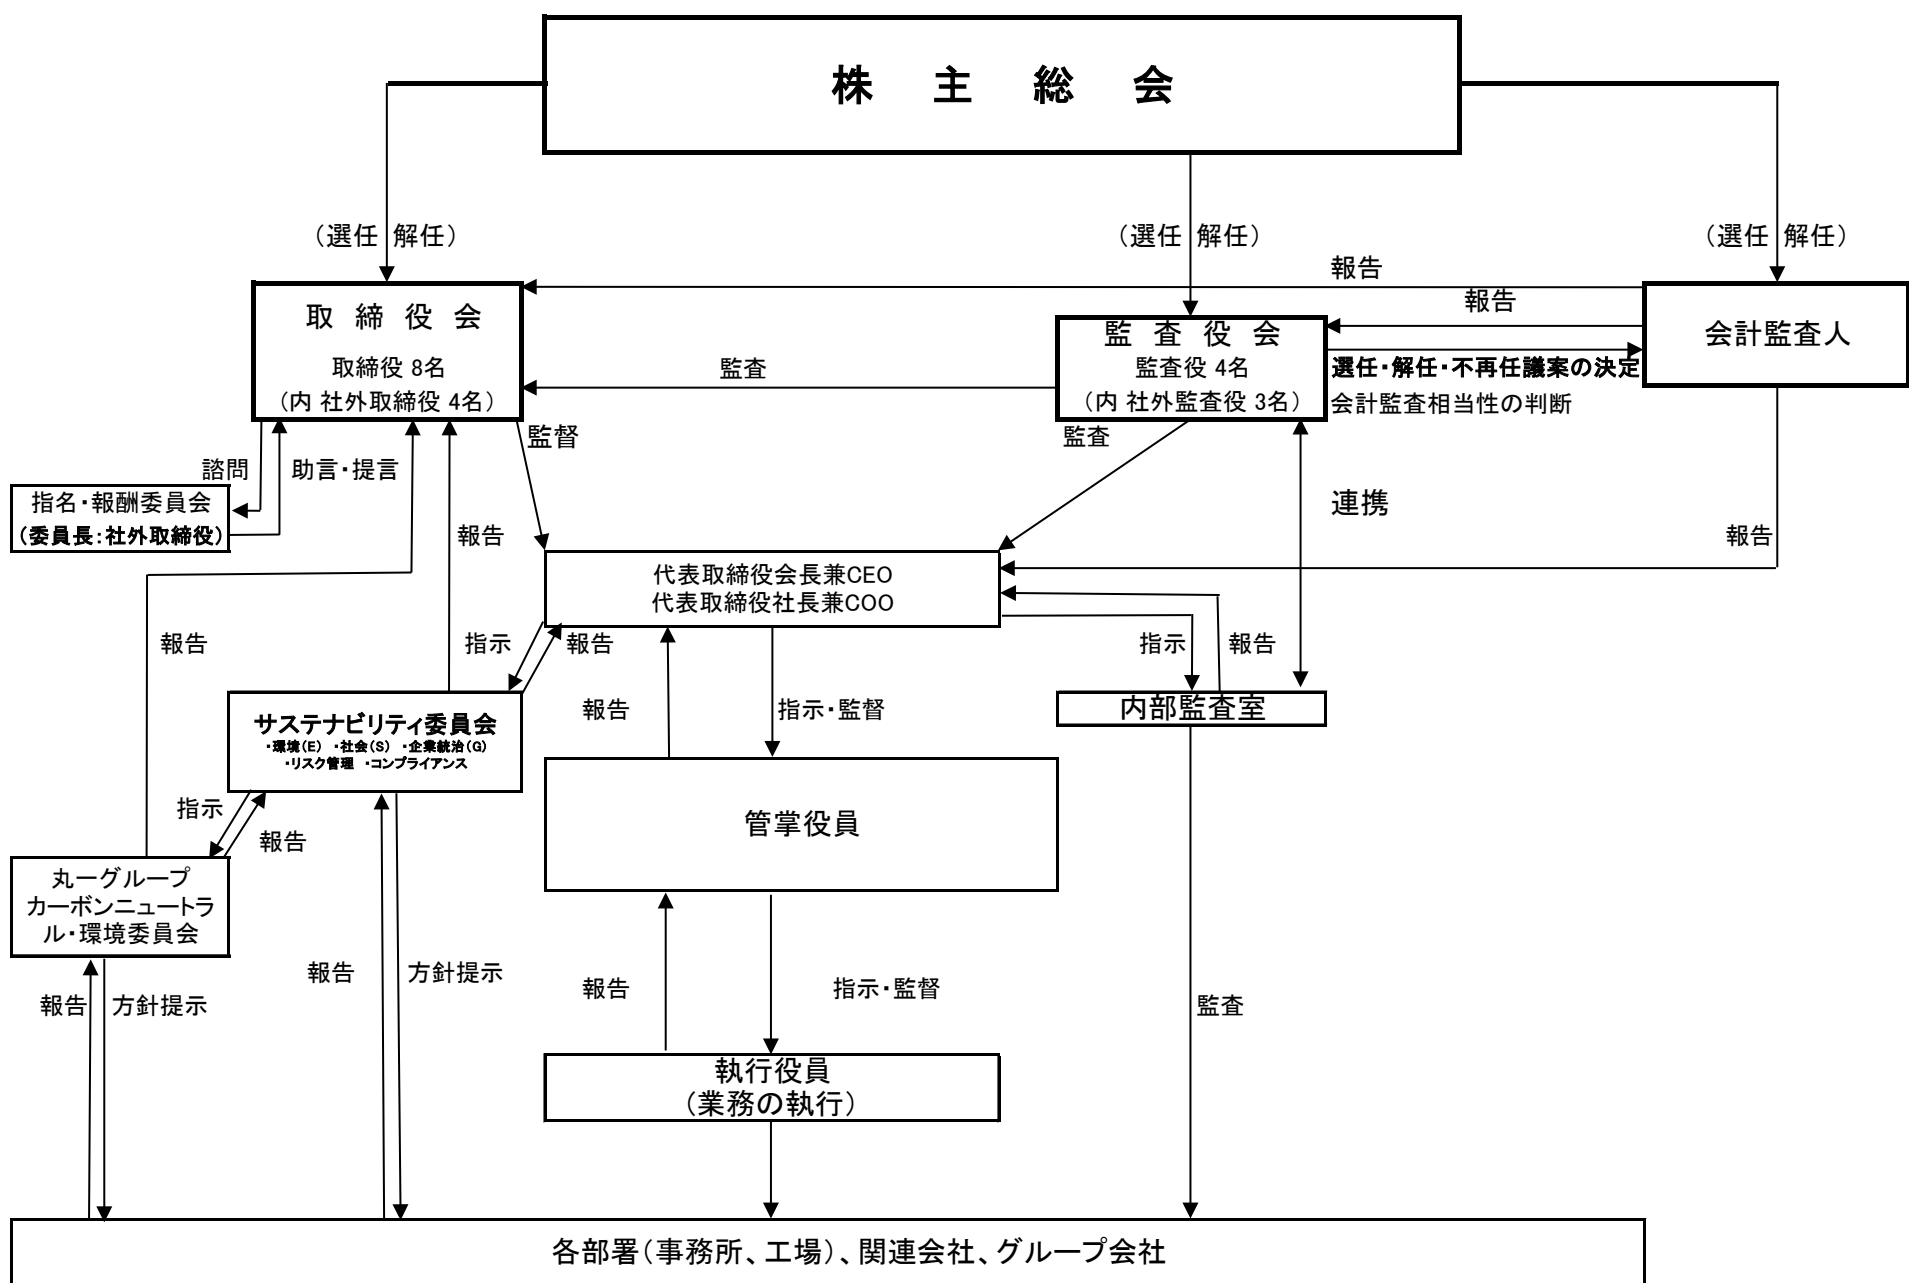 株 主 総 会
（選任 解任）
（選任 解任）
（選任 解任）
報告
取 締 役 会
取締役 8名
（内 社外取締役 4名）
監査
監 査 役 会
監査役 4名
（内 社外監査役 3名）
報告
選任・解任・不再任議案の決定
会計監査相当性の判断
会計監査人
監督
監査
諮問
助言・提言
指名・報酬委員会
（委員長：社外取締役）
報告
連携
報告
代表取締役会長兼CEO
代表取締役社長兼COO
報告
指示
報告
指示
報告
サステナビリティ委員会
・環境（E） ・社会（S） ・企業統治（G）
・リスク管理 ・コンプライアンス
報告
指示・監督
内部監査室
指示
報告
管掌役員
丸一グループ
カーボンニュートラ
ル・環境委員会
報告
方針提示
報告
方針提示
報告
指示・監督
監査
執行役員
（業務の執行）
各部署（事務所、工場）、関連会社、グループ会社